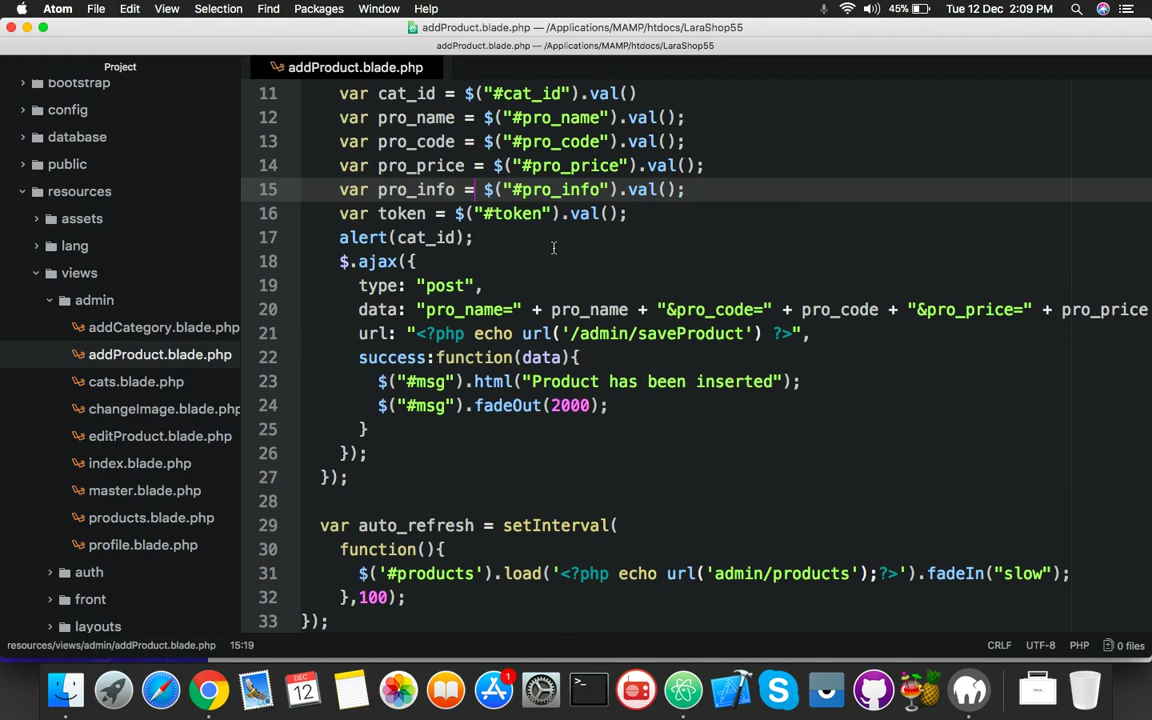 Atom File Edit View Selection Find Packages Window Help 45% Tue 12 Dec 2:09 PM
addProduct.blade.php — /Applications/MAMP/htdocs/LaraShop55
addProduct.blade.php — /Applications/MAMP/htdocs/LaraShop55
Project
addProduct.blade.php
bootstrap
config
database
public
resources
assets
lang
views
admin
addCategory.blade.php
addProduct.blade.php
cats.blade.php
changeImage.blade.php
editProduct.blade.php
index.blade.php
master.blade.php
products.blade.php
profile.blade.php
auth
front
layouts
11 var cat_id = $("#cat_id").val()
12 var pro_name = $("#pro_name").val();
13 var pro_code = $("#pro_code").val();
14 var pro_price = $("#pro_price").val();
15 var pro_info = $("#pro_info").val();
16 var token = $("#token").val();
17 alert(cat_id);
18 $.ajax({
19 type: "post",
20 data: "pro_name=" + pro_name + "&pro_code=" + pro_code + "&pro_price=" + pro_price
21 url: "<?php echo url('/admin/saveProduct') ?>",
22 success:function(data){
23 $("#msg").html("Product has been inserted");
24 $("#msg").fadeOut(2000);
25 }
26 });
27 });
28
29 var auto_refresh = setInterval(
30 function(){
31 $('#products').load('<?php echo url('admin/products');?>').fadeIn("slow");
32 },100);
33 });
resources/views/admin/addProduct.blade.php 15:19 CRLF UTF-8 PHP 0 files
DEC
12
1